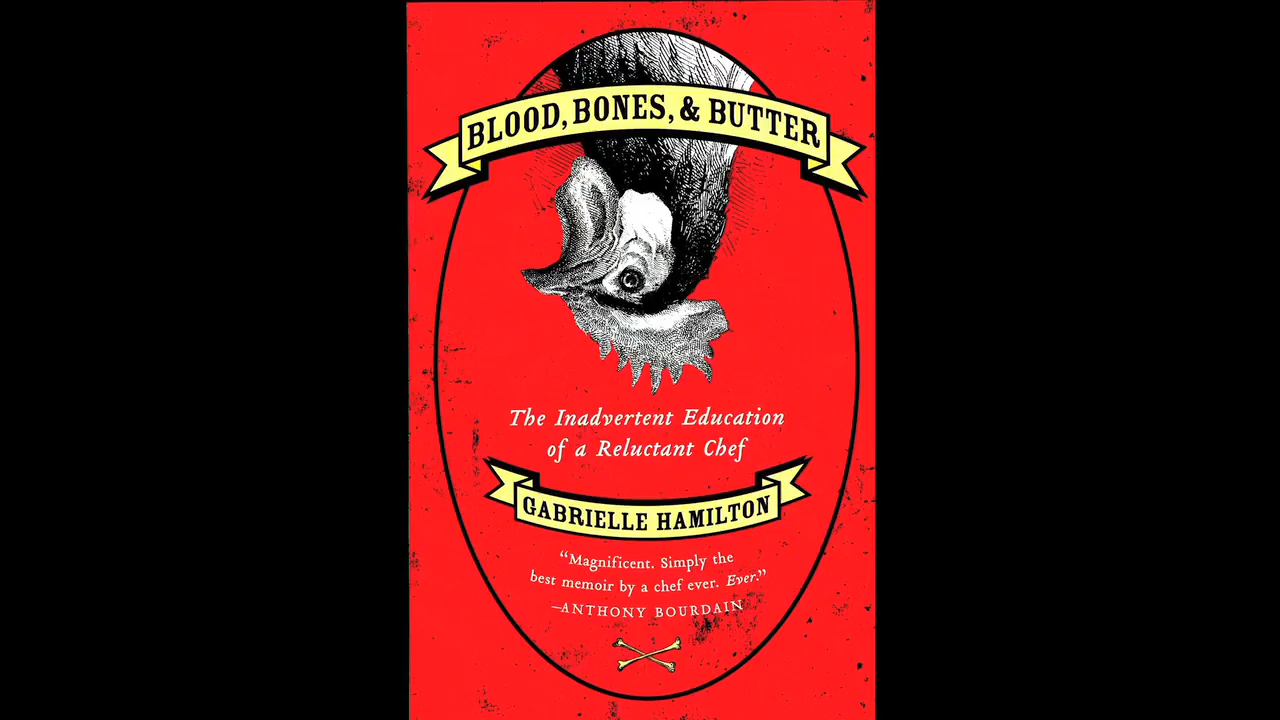 BLOOD, BONES, & BUTTER
The Inadvertent Education
of a Reluctant Chef
GABRIELLE HAMILTON
“Magnificent. Simply the
best memoir by a chef ever. Ever.”
—ANTHONY BOURDAIN